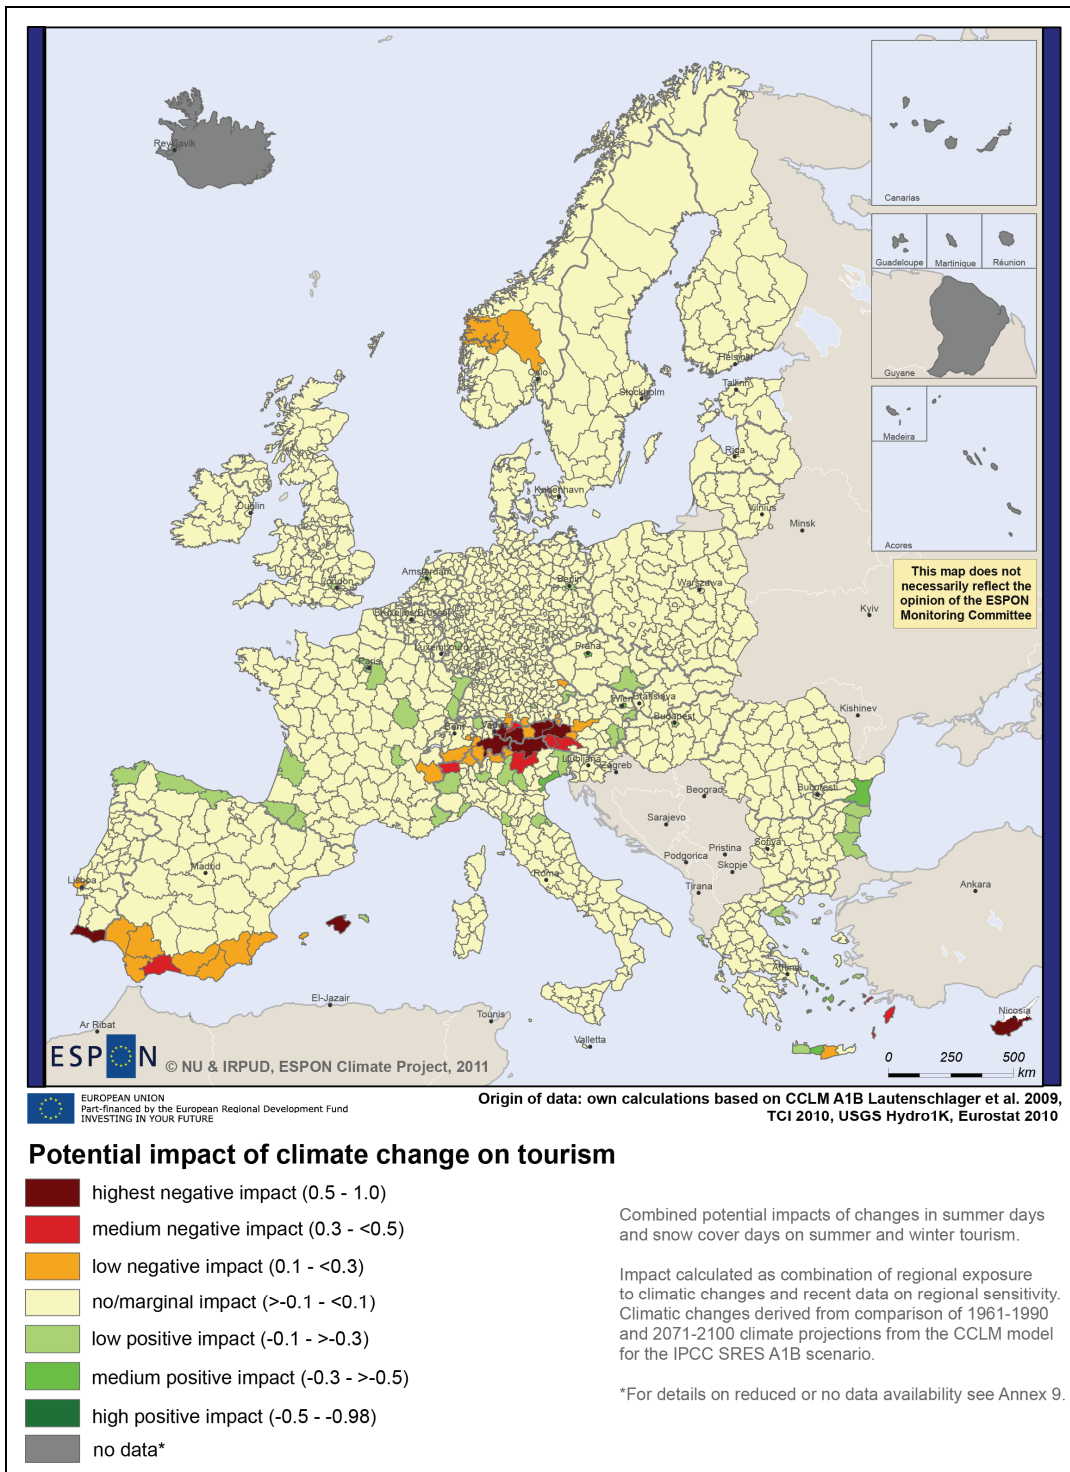 Reykjavik
Canarias
Guadeloupe
Martinique
Réunion
Guyane
Madeira
Acores
This map does not
necessarily reflect the
opinion of the ESPON
Monitoring Committee
Oslo
Helsinki
Tallinn
Stockholm
Riga
København
Vilnius
Minsk
Dublin
London
Amsterdam
Berlin
Warszawa
Kyiv
Luxembourg
Paris
Praha
Wien
Bratislava
Budapest
Kishinev
Bern
Ljubljana
Zagreb
Beograd
Bucuresti
Sarajevo
Pristina
Sofiya
Podgorica
Skopje
Tirana
Ankara
Roma
Madrid
Lisboa
Athinai
Nicosia
El-Jazair
Tounis
Ar Ribat
Valletta
ESPON
© NU & IRPUD, ESPON Climate Project, 2011
0 250 500
km
EUROPEAN UNION
Part-financed by the European Regional Development Fund
INVESTING IN YOUR FUTURE
Origin of data: own calculations based on CCLM A1B Lautenschlager et al. 2009,
TCI 2010, USGS Hydro1K, Eurostat 2010
Potential impact of climate change on tourism
highest negative impact (0.5 - 1.0)
medium negative impact (0.3 - <0.5)
low negative impact (0.1 - <0.3)
no/marginal impact (>-0.1 - <0.1)
low positive impact (-0.1 - >-0.3)
medium positive impact (-0.3 - >-0.5)
high positive impact (-0.5 - -0.98)
no data*
Combined potential impacts of changes in summer days
and snow cover days on summer and winter tourism.
Impact calculated as combination of regional exposure
to climatic changes and recent data on regional sensitivity.
Climatic changes derived from comparison of 1961-1990
and 2071-2100 climate projections from the CCLM model
for the IPCC SRES A1B scenario.
*For details on reduced or no data availability see Annex 9.